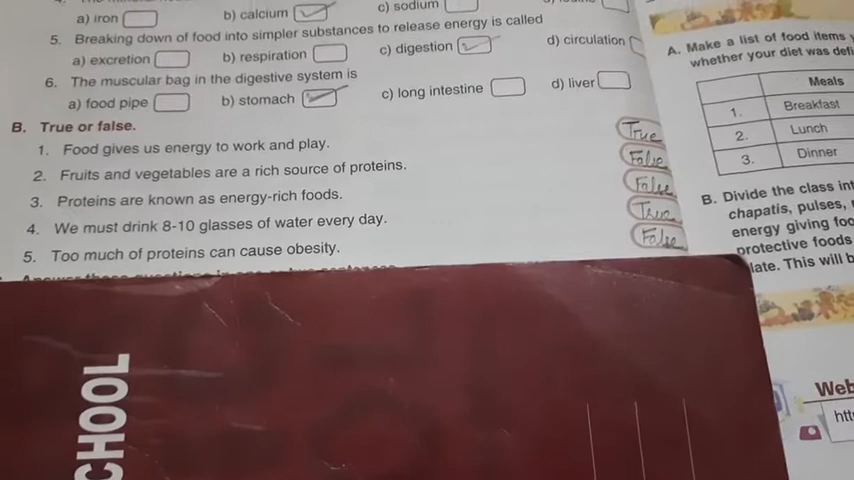 a) iron b) calcium c) sodium
5. Breaking down of food into simpler substances to release energy is called
a) excretion b) respiration c) digestion d) circulation
6. The muscular bag in the digestive system is
a) food pipe b) stomach c) long intestine d) liver
B. True or false.
1. Food gives us energy to work and play. True
2. Fruits and vegetables are a rich source of proteins. False
3. Proteins are known as energy-rich foods. False
4. We must drink 8-10 glasses of water every day. True
5. Too much of proteins can cause obesity. False
CHOOL
A. Make a list of food items
whether your diet was defi
Meals
1. Breakfast
2. Lunch
3. Dinner
B. Divide the class int
chapatis, pulses,
energy giving foo
protective foods
late. This will b
Web
htt